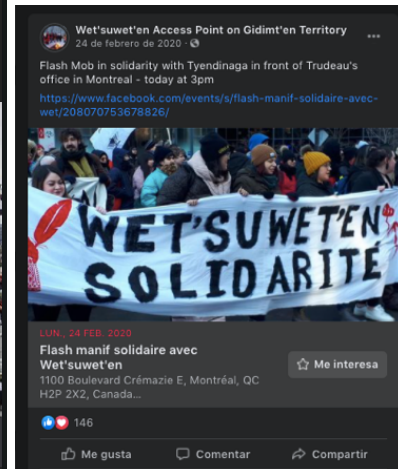 Wet'suwet'en Access Point on Gidimt'en Territory
24 de febrero de 2020 ·
Flash Mob in solidarity with Tyendinaga in front of Trudeau's
office in Montreal - today at 3pm
https://www.facebook.com/events/s/flash-manif-solidaire-avec-
wet/208070753678826/
WET'SUWET'EN
SOLIDARITÉ
LUN., 24 FEB. 2020
Flash manif solidaire avec
Wet'suwet'en
Me interesa
1100 Boulevard Crémazie E, Montréal, QC
H2P 2X2, Canada...
146
Me gusta
Comentar
Compartir